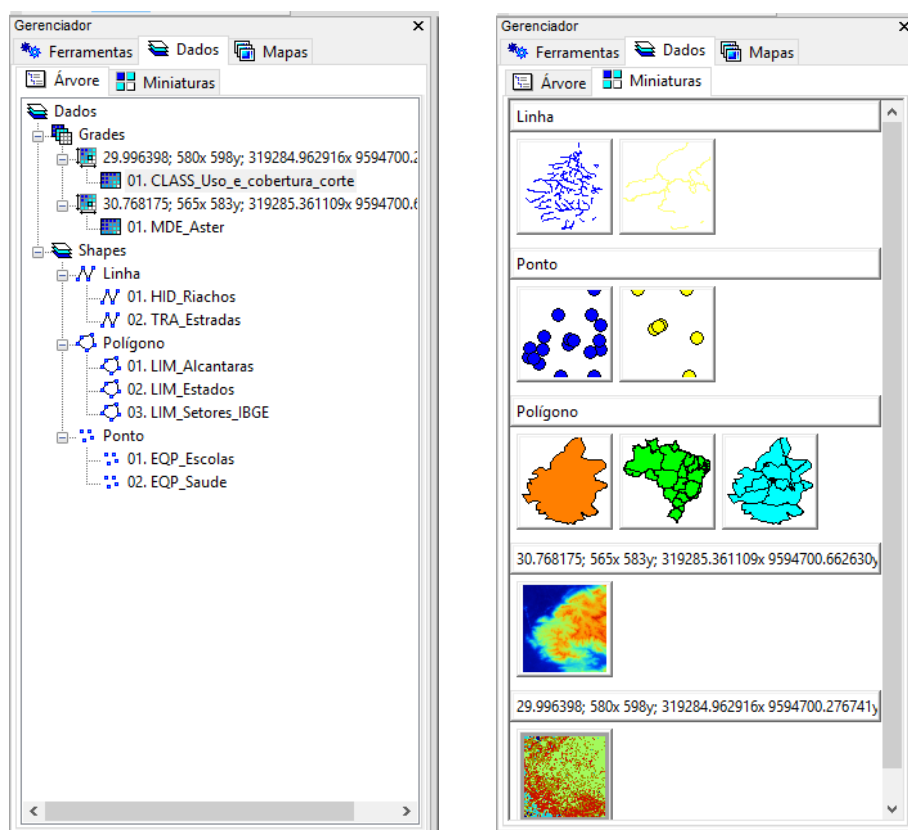 Gerenciador
Ferramentas Dados Mapas
Árvore Miniaturas
Dados
Grades
29.996398; 580x 598y; 319284.962916x 9594700.2
01. CLASS_Uso_e_cobertura_corte
30.768175; 565x 583y; 319285.361109x 9594700.6
01. MDE_Aster
Shapes
Linha
01. HID_Riachos
02. TRA_Estradas
Polígono
01. LIM_Alcantaras
02. LIM_Estados
03. LIM_Setores_IBGE
Ponto
01. EQP_Escolas
02. EQP_Saude
Gerenciador
Ferramentas Dados Mapas
Árvore Miniaturas
Linha
Ponto
Polígono
30.768175; 565x 583y; 319285.361109x 9594700.662630y
29.996398; 580x 598y; 319284.962916x 9594700.276741y